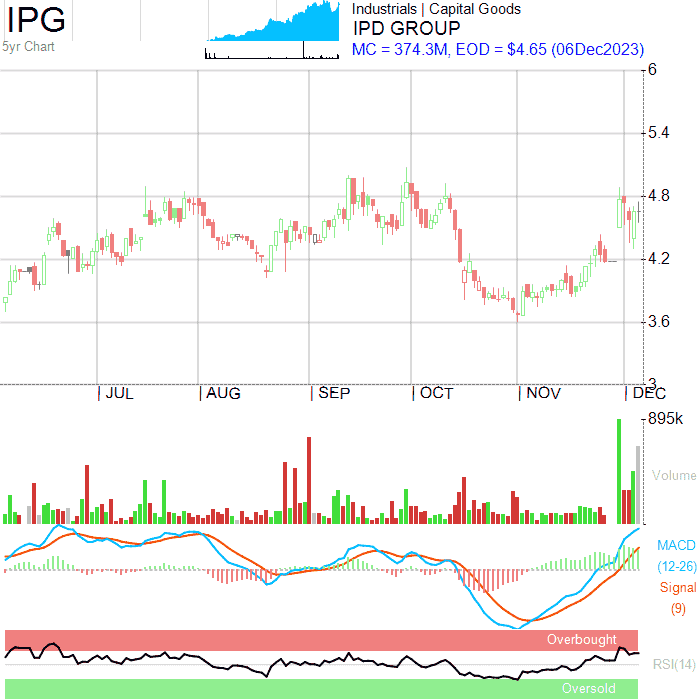 IPG
5yr Chart
Industrials | Capital Goods
IPD GROUP
MC = 374.3M, EOD = $4.65 (06Dec2023)
6
5.4
4.8
4.2
3.6
3
| JUL | AUG | SEP | OCT | NOV | DEC
895k
Volume
MACD
(12-26)
Signal
(9)
Overbought
RSI(14)
Oversold